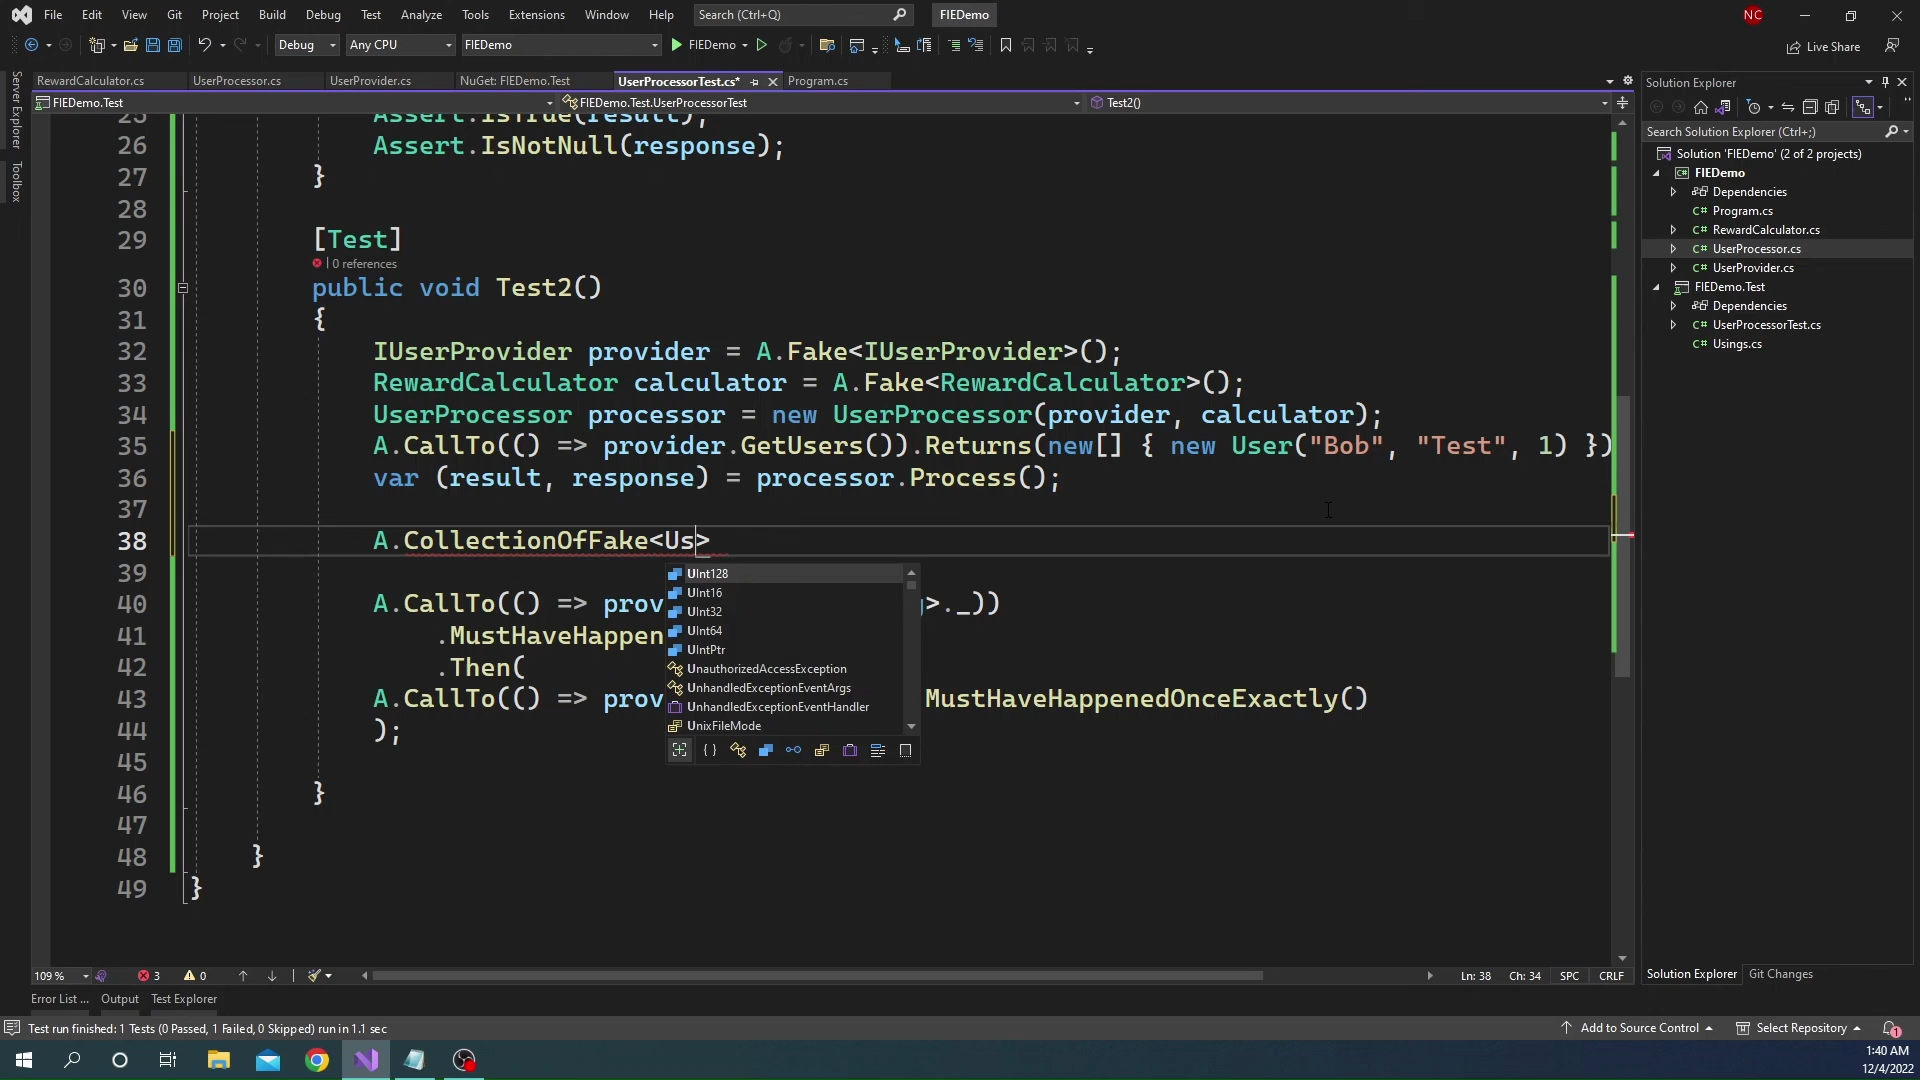 File Edit View Git Project Build Debug Test Analyze Tools Extensions Window Help Search (Ctrl+Q) FIEDemo NC
Debug Any CPU FIEDemo FIEDemo Live Share
RewardCalculator.cs UserProcessor.cs UserProvider.cs NuGet: FIEDemo.Test UserProcessorTest.cs* Program.cs
FIEDemo.Test FIEDemo.Test.UserProcessorTest Test2()
Server Explorer
Toolbox
25 Assert.IsTrue(result);
26 Assert.IsNotNull(response);
27 }
28
29 [Test]
0 references
30 public void Test2()
31 {
32 IUserProvider provider = A.Fake<IUserProvider>();
33 RewardCalculator calculator = A.Fake<RewardCalculator>();
34 UserProcessor processor = new UserProcessor(provider, calculator);
35 A.CallTo(() => provider.GetUsers()).Returns(new[] { new User("Bob", "Test", 1) })
36 var (result, response) = processor.Process();
37
38 A.CollectionOfFake<Us>
39
40 A.CallTo(() => prov >._))
41 .MustHaveHappen
42 .Then(
43 A.CallTo(() => prov MustHaveHappenedOnceExactly()
44 );
45
46 }
47
48 }
49 }
UInt128
UInt16
UInt32
UInt64
UIntPtr
UnauthorizedAccessException
UnhandledExceptionEventArgs
UnhandledExceptionEventHandler
UnixFileMode
109 % 3 0 Ln: 38 Ch: 34 SPC CRLF
Error List ... Output Test Explorer
Solution Explorer
Search Solution Explorer (Ctrl+;)
Solution 'FIEDemo' (2 of 2 projects)
FIEDemo
Dependencies
Program.cs
RewardCalculator.cs
UserProcessor.cs
UserProvider.cs
FIEDemo.Test
Dependencies
UserProcessorTest.cs
Usings.cs
Solution Explorer Git Changes
Test run finished: 1 Tests (0 Passed, 1 Failed, 0 Skipped) run in 1.1 sec Add to Source Control Select Repository 1
1:40 AM
12/4/2022